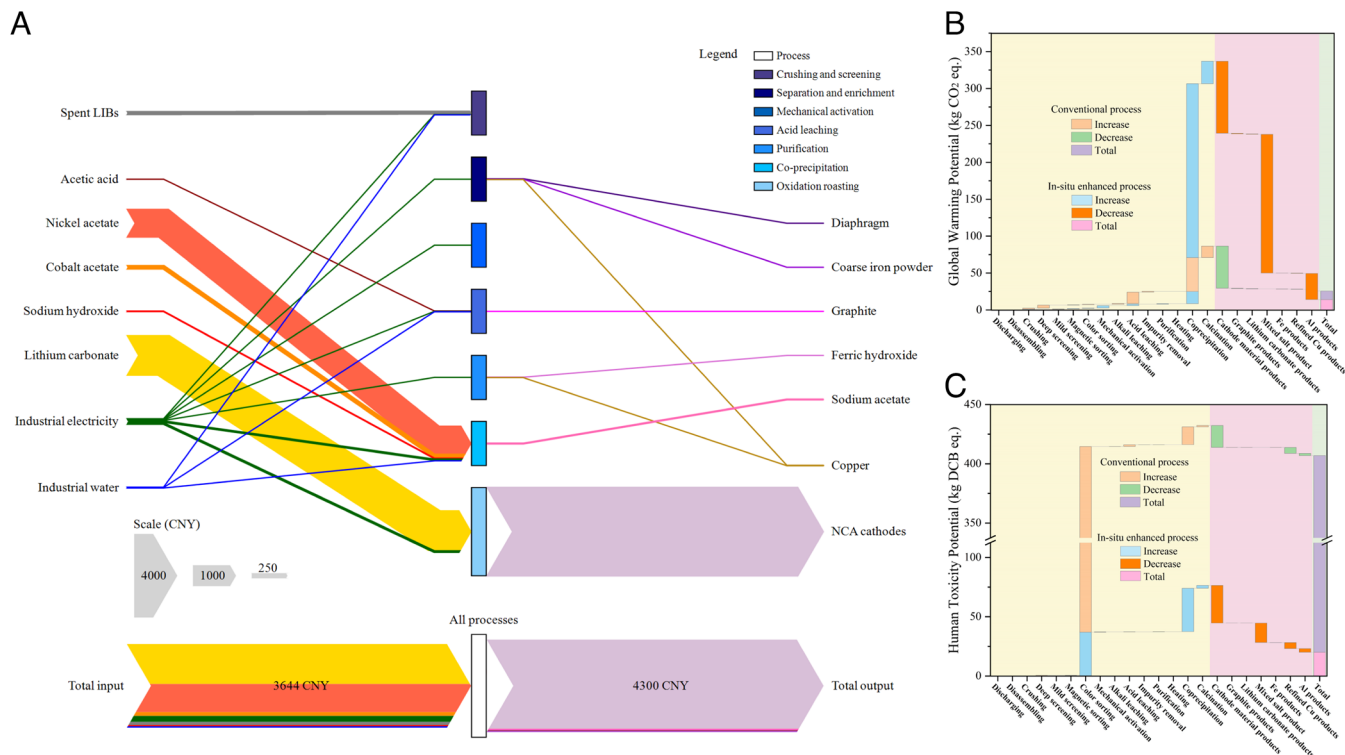 A
Legend
Process
Crushing and screening
Separation and enrichment
Mechanical activation
Acid leaching
Purification
Co-precipitation
Oxidation roasting
Spent LIBs
Acetic acid
Nickel acetate
Cobalt acetate
Sodium hydroxide
Lithium carbonate
Industrial electricity
Industrial water
Diaphragm
Coarse iron powder
Graphite
Ferric hydroxide
Sodium acetate
Copper
NCA cathodes
Scale (CNY)
4000
1000
250
All processes
Total input
3644 CNY
4300 CNY
Total output
B
Global Warming Potential (kg CO₂ eq.)
350
300
250
200
150
100
50
0
Conventional process
Increase
Decrease
Total
In-situ enhanced process
Increase
Decrease
Total
Discharging
Disassembling
Crushing
Deep screening
Mild screening
Magnetic sorting
Color sorting
Mechanical activation
Alkali leaching
Acid leaching
Impurity removal
Purification
Heating
Coprecipitation
Calcination
Cathode material products
Graphite products
Lithium carbonate products
Mixed salt product
Fe products
Refined Cu products
Al products
Total
C
Human Toxicity Potential (kg DCB eq.)
450
400
350
100
50
0
Conventional process
Increase
Decrease
Total
In-situ enhanced process
Increase
Decrease
Total
Discharging
Disassembling
Crushing
Deep screening
Mild screening
Magnetic sorting
Color sorting
Mechanical activation
Alkali leaching
Acid leaching
Impurity removal
Purification
Heating
Coprecipitation
Calcination
Cathode material products
Graphite products
Lithium carbonate products
Mixed salt product
Fe products
Refined Cu products
Al products
Total